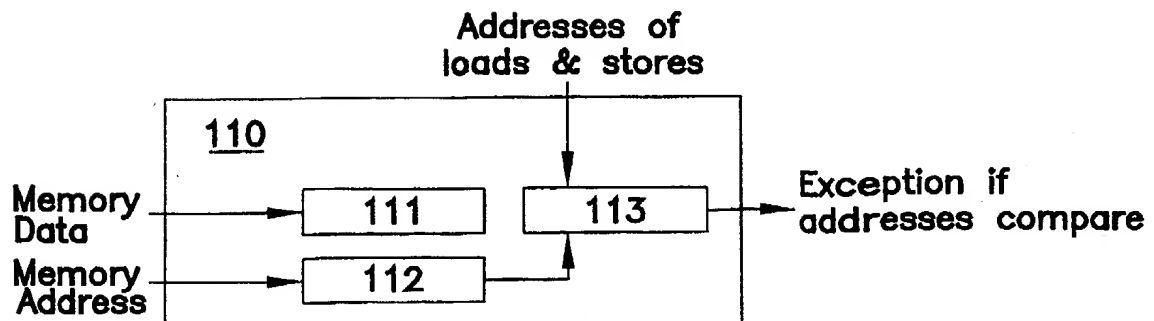 Addresses of
loads & stores
110
Memory
Data
111
113
Exception if
addresses compare
Memory
Address
112